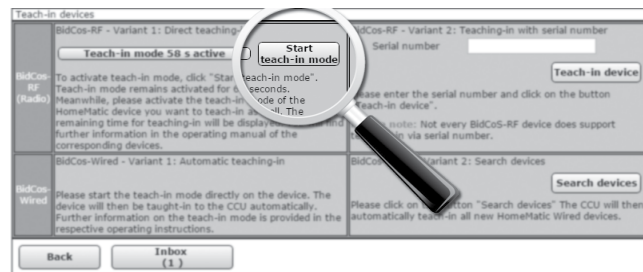 Teach-in devices
BidCos-RF - Variant 1: Direct teaching-
Teach-in mode 58 s active
Start
teach-in mode
BidCos-
RF
(Radio)
To activate teach-in mode, click "Start teach-in mode".
Teach-in mode remains activated for 60 seconds.
Meanwhile, please activate the teach-in mode of the
HomeMatic device you want to teach-in as well. The
remaining time for teaching-in will be displayed. find
further information in the operating manual of the
corresponding devices.
BidCos-RF - Variant 2: Teaching-in with serial number
Serial number
Teach-in device
Please enter the serial number and click on the button
"Teach-in device".
note: Not every BidCoS-RF device does support
in via serial number.
BidCos-
Wired
BidCos-Wired - Variant 1: Automatic teaching-in
Please start the teach-in mode directly on the device. The
device will then be taught-in to the CCU automatically.
Further information on the teach-in mode is provided in the
respective operating instructions.
BidCos Variant 2: Search devices
Search devices
Please click on button "Search devices" The CCU will then
automatically teach-in all new HomeMatic Wired devices.
Back
Inbox
(1 )